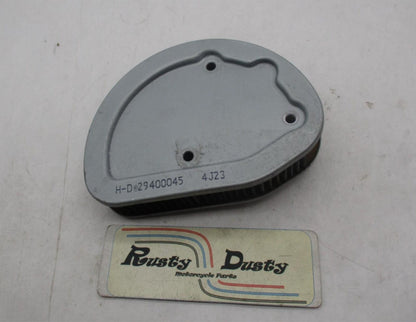 H-D®29400045 4J23
Rusty Dusty
Motorcycle Parts